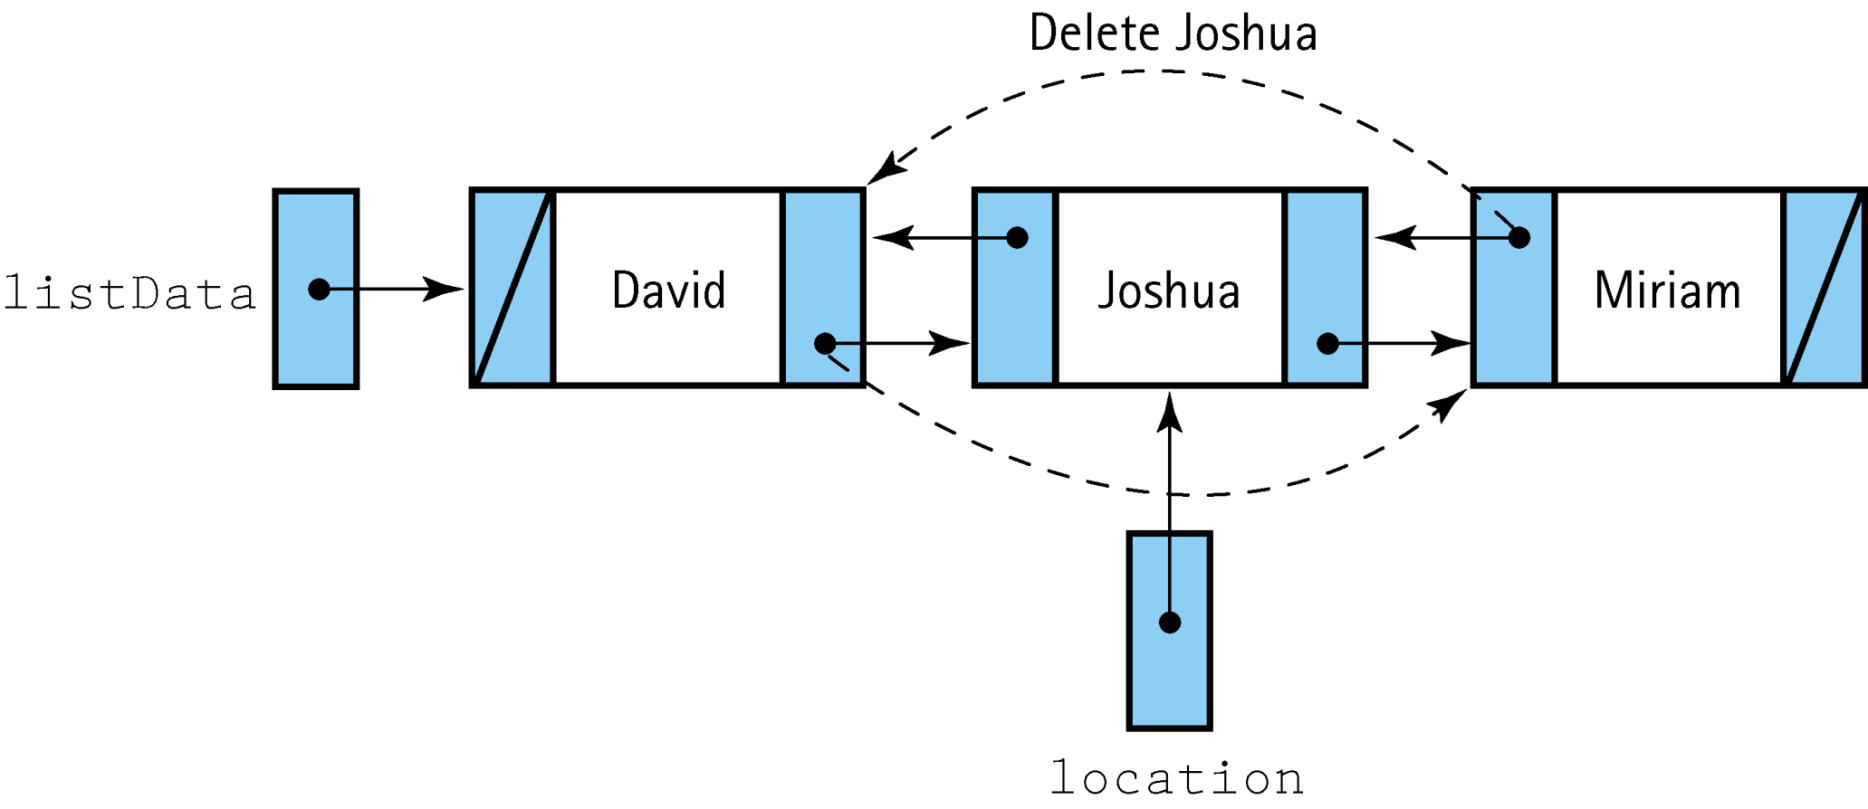 Delete Joshua
listData
David
Joshua
Miriam
location